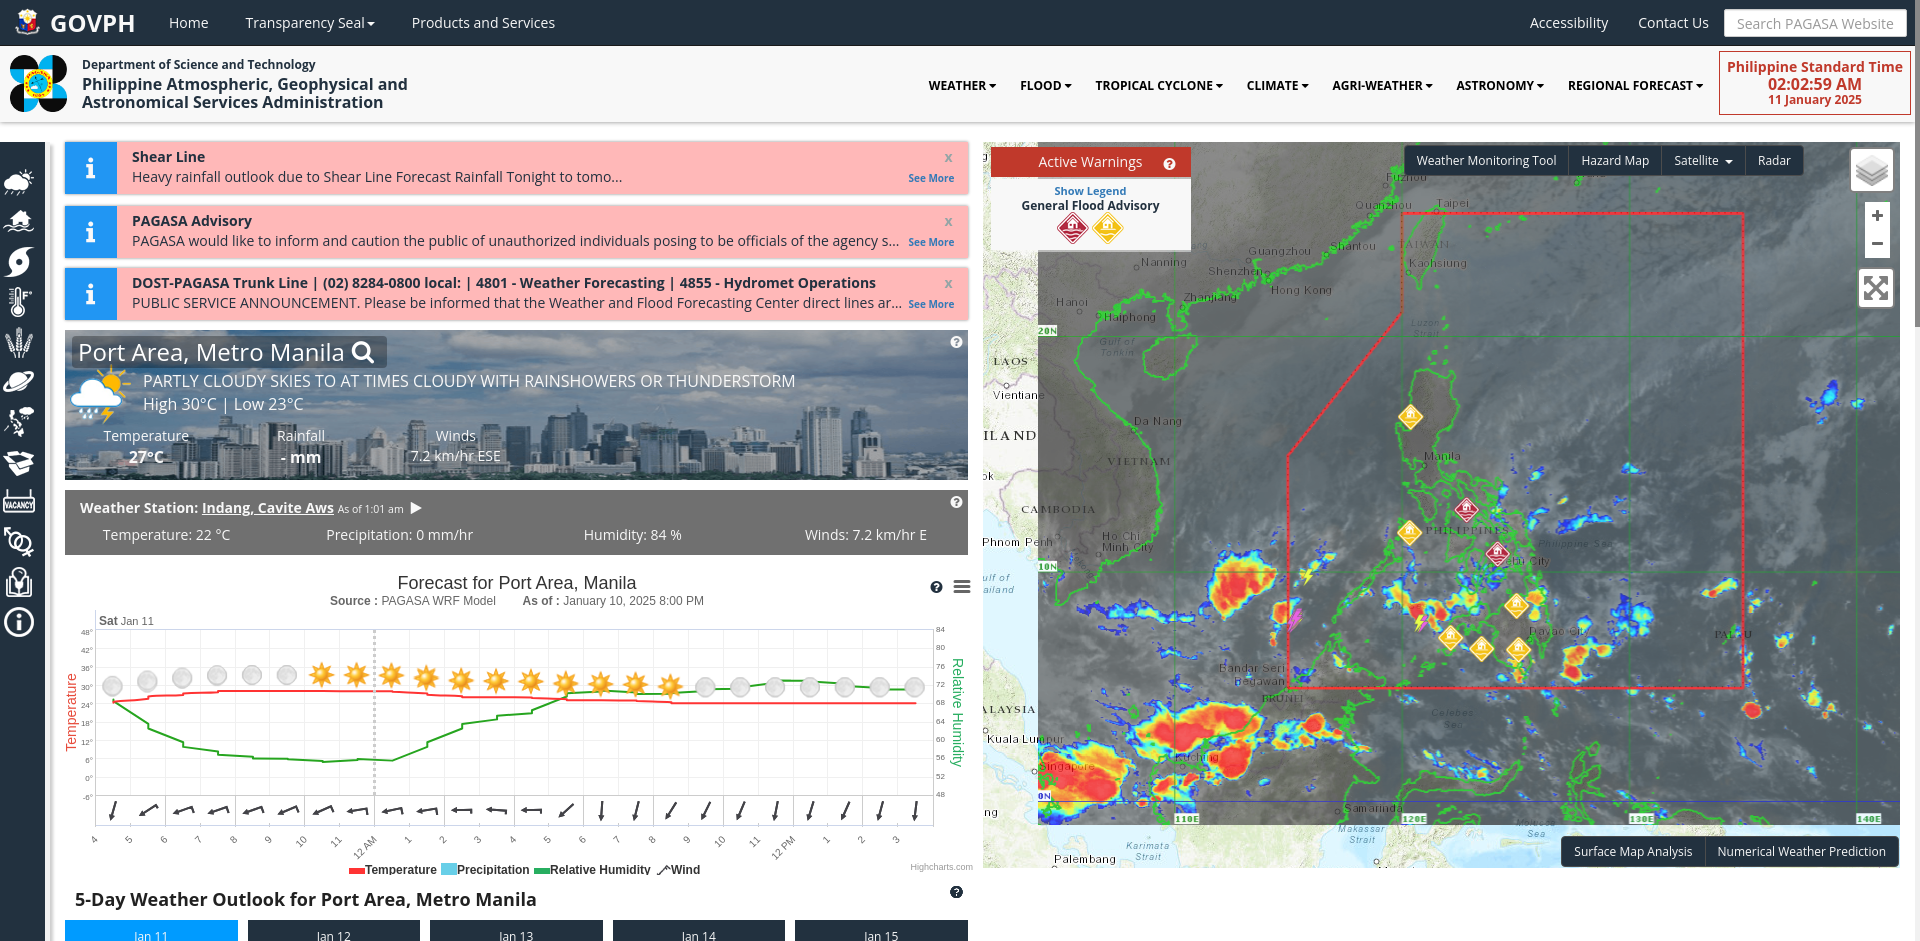 GOVPH
Home
Transparency Seal
Products and Services
Accessibility
Contact Us
Search PAGASA Website
Department of Science and Technology
Philippine Atmospheric, Geophysical and
Astronomical Services Administration
WEATHER
FLOOD
TROPICAL CYCLONE
CLIMATE
AGRI-WEATHER
ASTRONOMY
REGIONAL FORECAST
Philippine Standard Time
02:02:59 AM
11 January 2025
Shear Line
x
Heavy rainfall outlook due to Shear Line Forecast Rainfall Tonight to tomo...
See More
PAGASA Advisory
x
PAGASA would like to inform and caution the public of unauthorized individuals posing to be officials of the agency s...
See More
DOST-PAGASA Trunk Line | (02) 8284-0800 local: | 4801 - Weather Forecasting | 4855 - Hydromet Operations
x
PUBLIC SERVICE ANNOUNCEMENT. Please be informed that the Weather and Flood Forecasting Center direct lines ar...
See More
Port Area, Metro Manila
PARTLY CLOUDY SKIES TO AT TIMES CLOUDY WITH RAINSHOWERS OR THUNDERSTORM
High 30°C | Low 23°C
Temperature
Rainfall
Winds
27°C
- mm
7.2 km/hr ESE
Weather Station: Indang, Cavite Aws As of 1:01 am
Temperature: 22 °C
Precipitation: 0 mm/hr
Humidity: 84 %
Winds: 7.2 km/hr E
VACANCY
Forecast for Port Area, Manila
Source : PAGASA WRF Model As of : January 10, 2025 8:00 PM
Sat Jan 11
48°
42°
36°
30°
24°
18°
12°
6°
0°
-6°
Temperature
84
80
76
72
68
64
60
56
52
48
Relative Humidity
4 5 6 7 8 9 10 11 12 AM 1 2 3 4 5 6 7 8 9 10 11 12 PM 1 2 3
Temperature
Precipitation
Relative Humidity
Wind
Highcharts.com
5-Day Weather Outlook for Port Area, Metro Manila
Jan 11
Jan 12
Jan 13
Jan 14
Jan 15
Active Warnings
Show Legend
General Flood Advisory
Weather Monitoring Tool
Hazard Map
Satellite
Radar
+
−
Fuzhou
Quanzhou
Taipei
TAIWAN
Kaohsiung
Guangzhou
Shantou
Nanning
Shenzhen
Hong Kong
Zhanjiang
Hanoi
Haiphong
20N
Luzon
Strait
Gulf of
Tonkin
LAOS
Vientiane
Da Nang
ILAND
Manila
VIETNAM
ok
CAMBODIA
PHILIPPINES
Phnom Penh
Ho Chi
Minh City
Philippine Sea
ebu City
10N
ulf of
ailand
Davao City
PALAU
Bandar Seri
Begawan
BRUNEI
ALAYSIA
Celebes
Sea
Kuala Lumpur
Kuching
Singapore
0N
Samarinda
ng
110E
120E
130E
140E
Makassar
Strait
Karimata
Strait
Palembang
Molucca
Sea
Surface Map Analysis
Numerical Weather Prediction